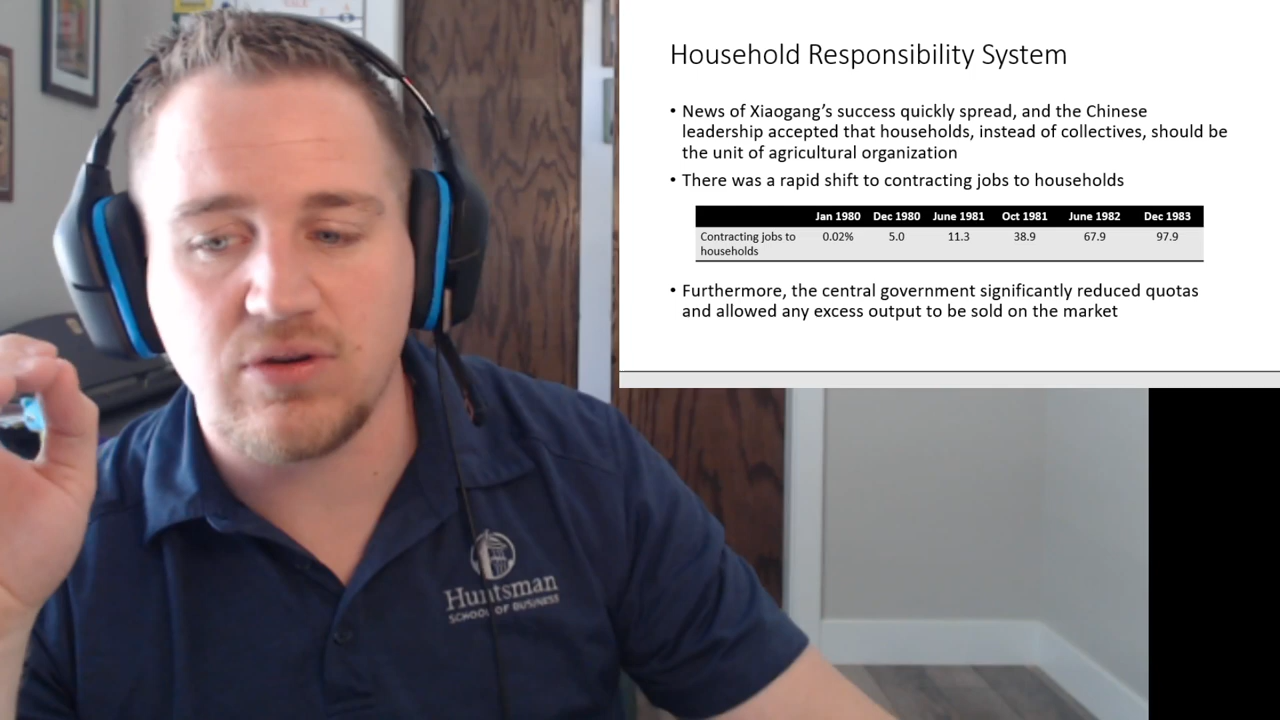 Household Responsibility System
• News of Xiaogang’s success quickly spread, and the Chinese
leadership accepted that households, instead of collectives, should be
the unit of agricultural organization
• There was a rapid shift to contracting jobs to households
Jan 1980 Dec 1980 June 1981 Oct 1981 June 1982 Dec 1983
Contracting jobs to 0.02% 5.0 11.3 38.9 67.9 97.9
households
• Furthermore, the central government significantly reduced quotas
and allowed any excess output to be sold on the market
Huntsman
SCHOOL OF BUSINESS